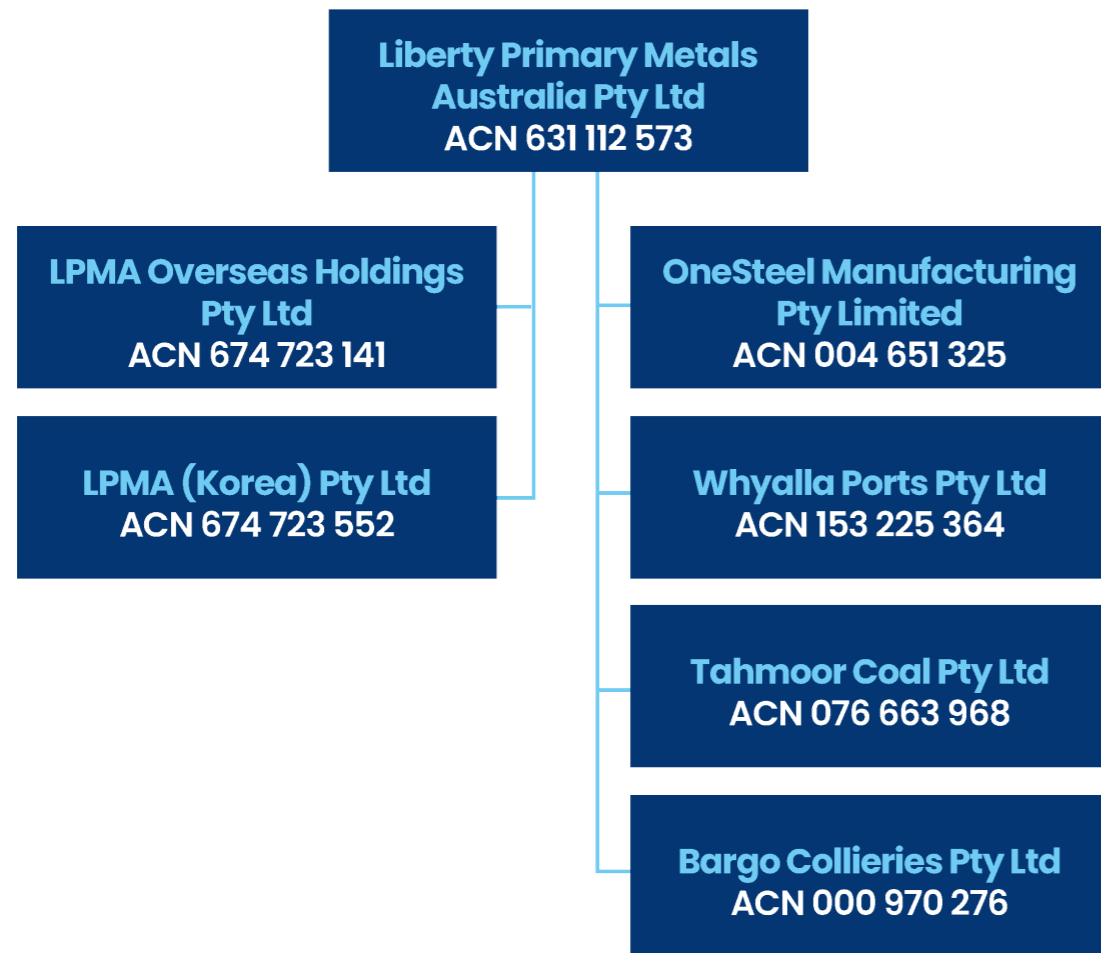 Liberty Primary Metals
Australia Pty Ltd
ACN 631 112 573
LPMA Overseas Holdings
Pty Ltd
ACN 674 723 141
LPMA (Korea) Pty Ltd
ACN 674 723 552
OneSteel Manufacturing
Pty Limited
ACN 004 651 325
Whyalla Ports Pty Ltd
ACN 153 225 364
Tahmoor Coal Pty Ltd
ACN 076 663 968
Bargo Collieries Pty Ltd
ACN 000 970 276